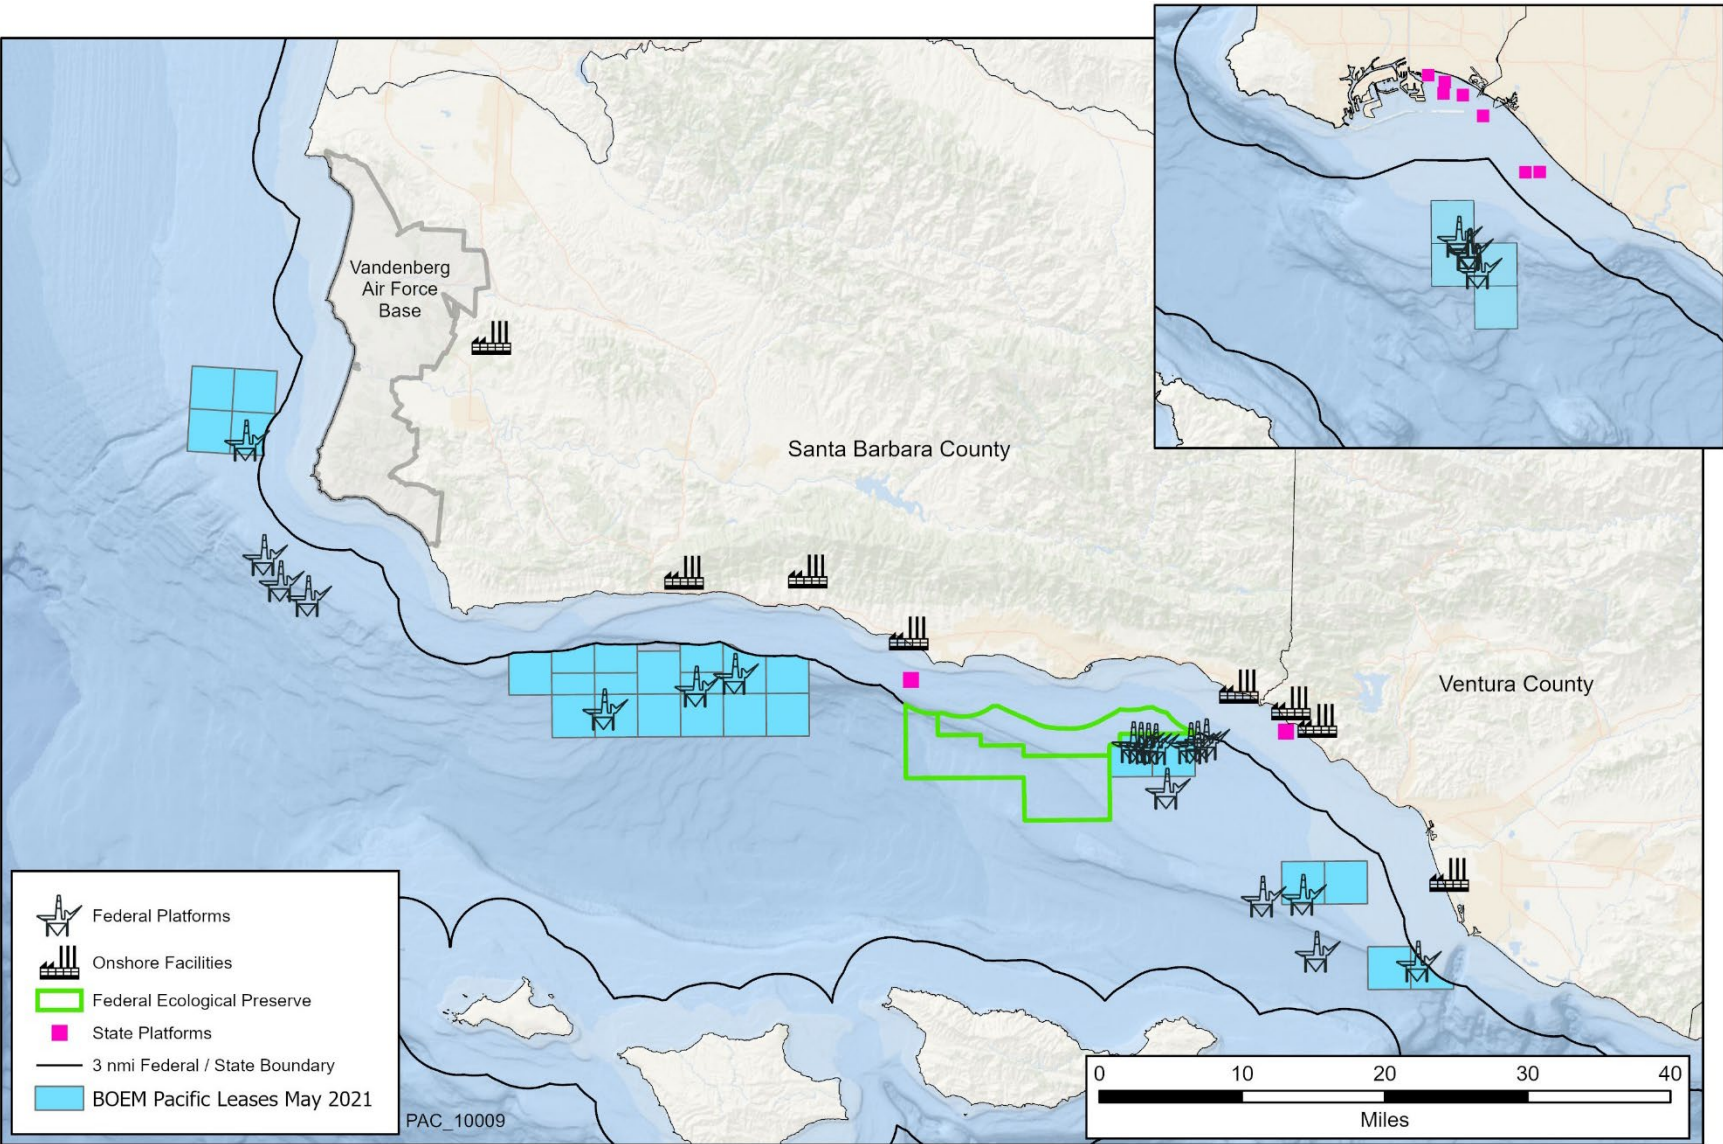 Vandenberg
Air Force
Base
Santa Barbara County
Ventura County
Federal Platforms
Onshore Facilities
Federal Ecological Preserve
State Platforms
3 nmi Federal / State Boundary
BOEM Pacific Leases May 2021
PAC_10009
0 10 20 30 40
Miles